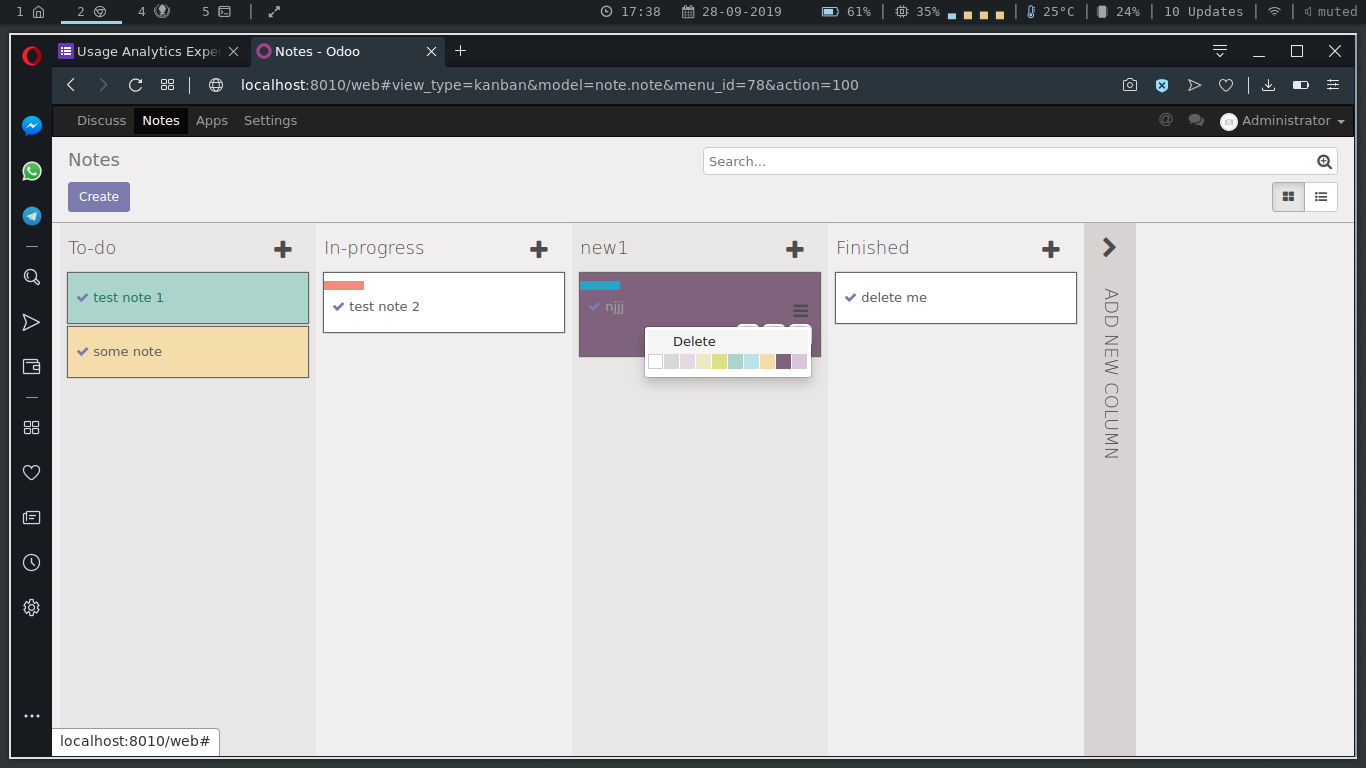 1 2 4 5 17:38 28-09-2019 61% 35% 25°C 24% 10 Updates muted
Usage Analytics Expe Notes - Odoo
localhost:8010/web#view_type=kanban&model=note.note&menu_id=78&action=100
Discuss Notes Apps Settings @ Administrator
Notes Search...
Create
To-do In-progress new1 Finished
test note 1
some note
test note 2
njjj
Delete
delete me
ADD NEW COLUMN
localhost:8010/web#